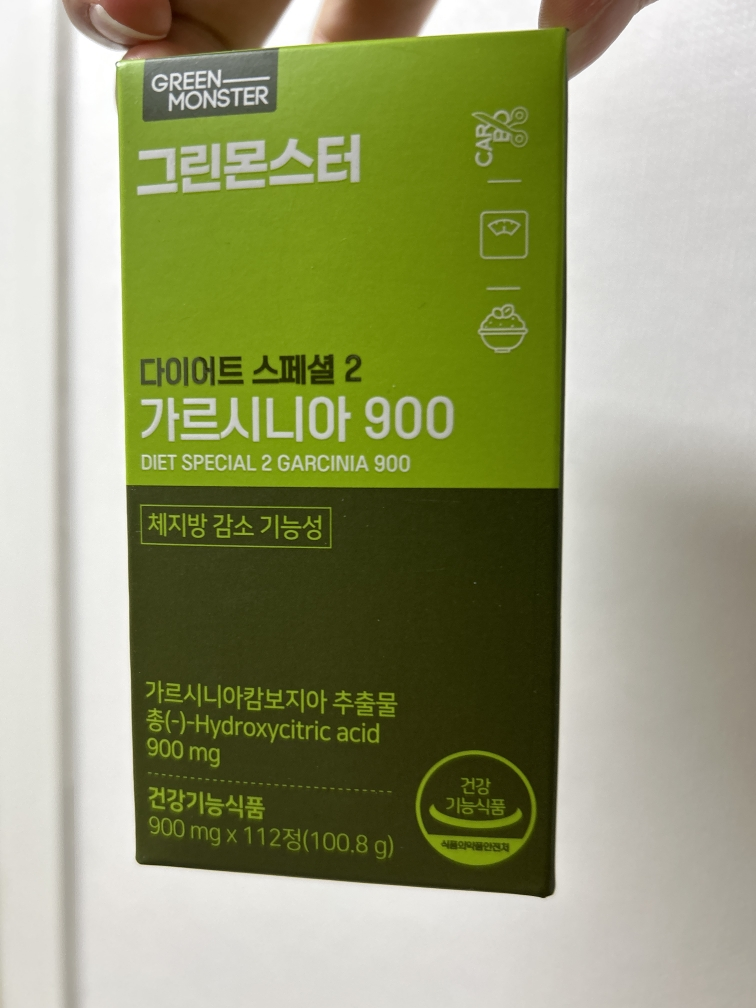 GREEN
MONSTER
그린몬스터
CARBO
다이어트 스페셜 2
가르시니아 900
DIET SPECIAL 2 GARCINIA 900
체지방 감소 기능성
가르시니아캄보지아 추출물
총(-)-Hydroxycitric acid
900 mg
건강기능식품
900 mg x 112정(100.8 g)
건강
기능식품
식품의약품안전처